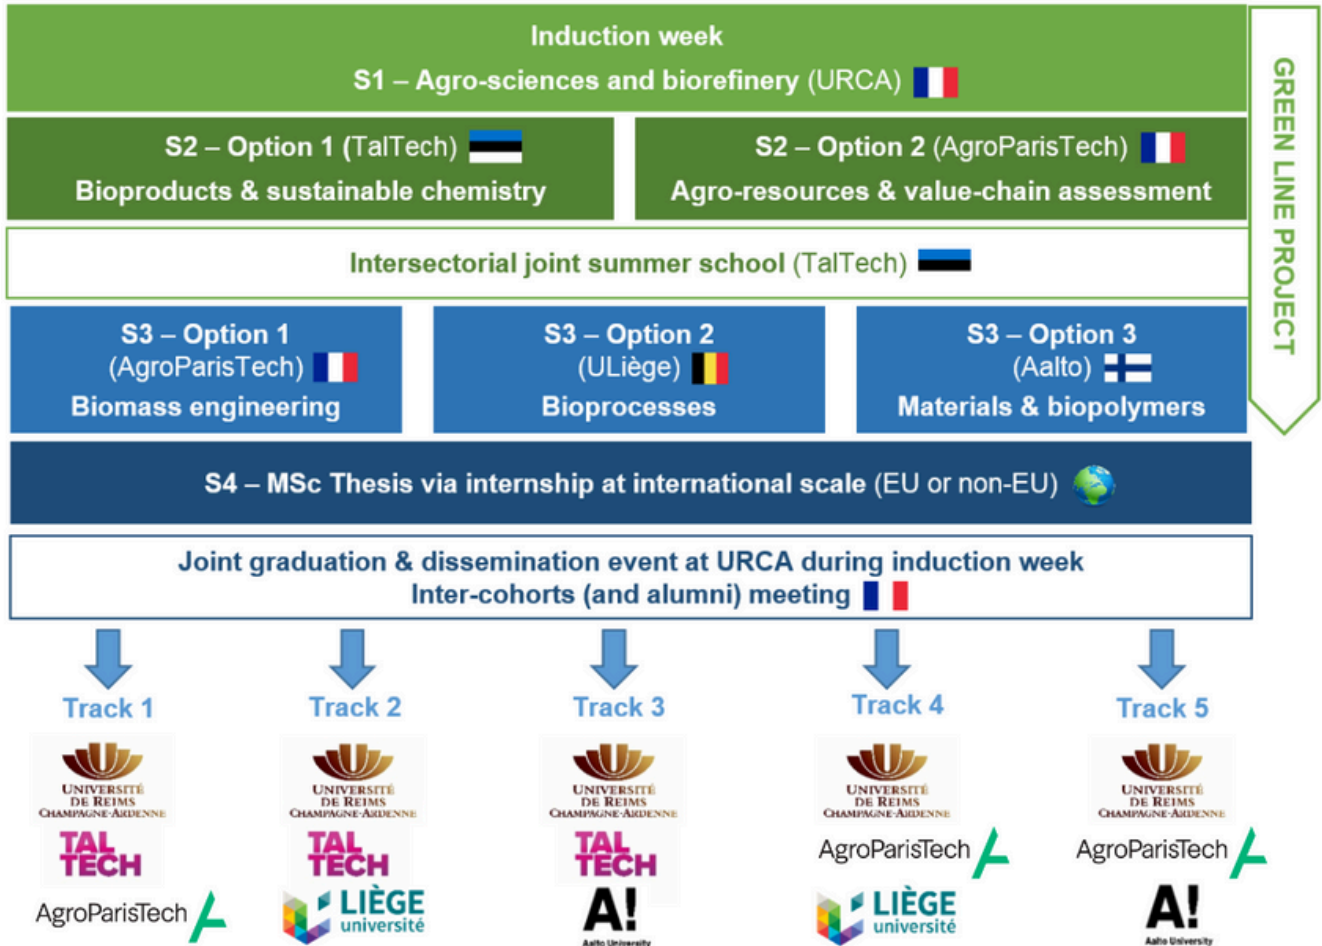 Induction week
S1 – Agro-sciences and biorefinery (URCA)
GREEN LINE PROJECT
S2 – Option 1 (TalTech)
Bioproducts & sustainable chemistry
S2 – Option 2 (AgroParisTech)
Agro-resources & value-chain assessment
Intersectorial joint summer school (TalTech)
S3 – Option 1
(AgroParisTech)
Biomass engineering
S3 – Option 2
(ULiège)
Bioprocesses
S3 – Option 3
(Aalto)
Materials & biopolymers
S4 – MSc Thesis via internship at international scale (EU or non-EU)
Joint graduation & dissemination event at URCA during induction week
Inter-cohorts (and alumni) meeting
Track 1
UNIVERSITÉ
DE REIMS
CHAMPAGNE-ARDENNE
TAL
TECH
AgroParisTech
Track 2
UNIVERSITÉ
DE REIMS
CHAMPAGNE-ARDENNE
TAL
TECH
LIÈGE
université
Track 3
UNIVERSITÉ
DE REIMS
CHAMPAGNE-ARDENNE
TAL
TECH
A!
Aalto University
Track 4
UNIVERSITÉ
DE REIMS
CHAMPAGNE-ARDENNE
AgroParisTech
LIÈGE
université
Track 5
UNIVERSITÉ
DE REIMS
CHAMPAGNE-ARDENNE
AgroParisTech
A!
Aalto University